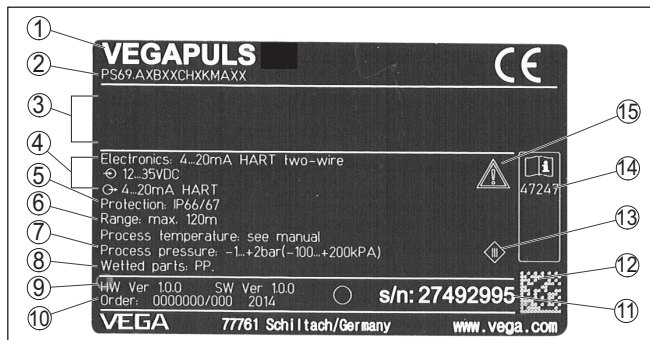 1
VEGAPULS
2
PS69.AXBXXCHXKMAXX
CE
3
4
Electronics: 4...20mA HART two-wire
12...35VDC
4...20mA HART
15
14
47247
5
Protection: IP66/67
6
Range: max. 120m
Process temperature: see manual
7
Process pressure: -1...+2bar(-100...+200kPA)
13
8
Wetted parts: PP.
12
9
HW Ver 1.0.0 SW Ver 1.0.0
10
Order: 0000000/000 2014
s/n: 27492995
11
VEGA 77761 Schiltach/Germany www.vega.com